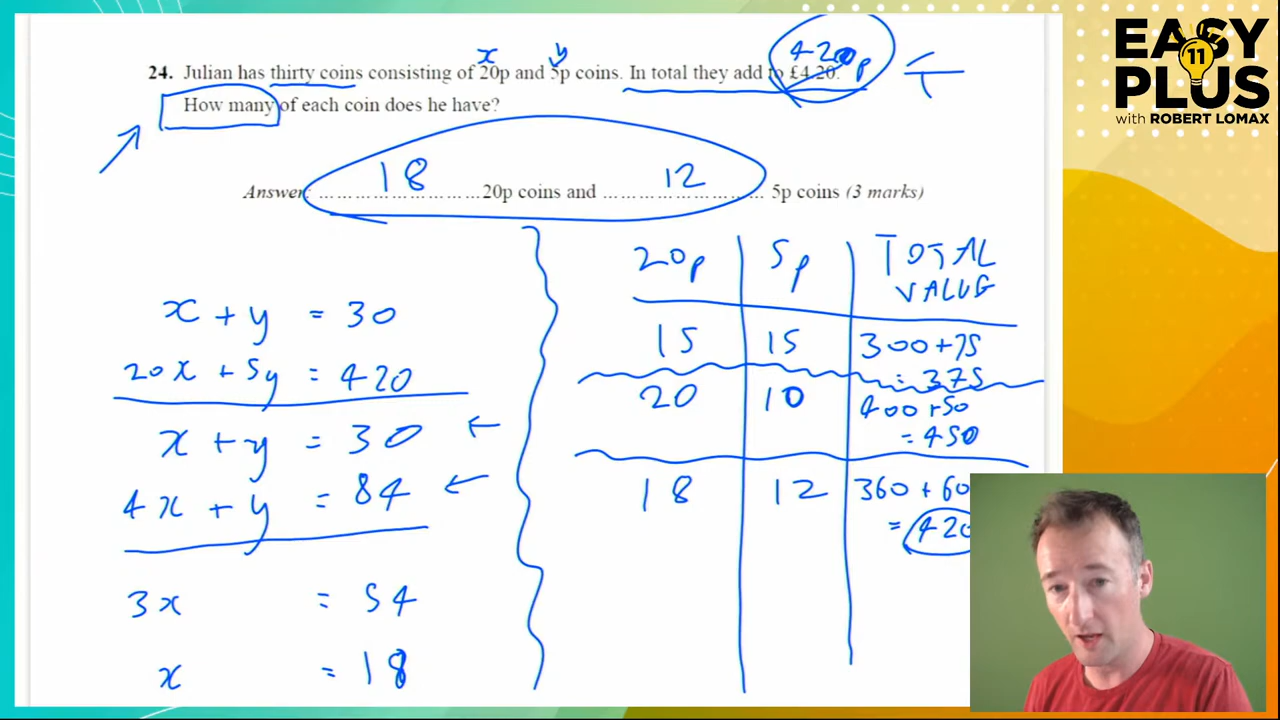 24. Julian has thirty coins consisting of 20p and 5p coins. In total they add to £4.20.
x
y
420p
How many of each coin does he have?
Answer: .......18....... 20p coins and .......12....... 5p coins (3 marks)
x + y = 30
20x + 5y = 420
x + y = 30
4x + y = 84
3x = 54
x = 18
20p 5p TOTAL VALUE
15 15 300+75
= 375
20 10 400+50
= 450
18 12 360 + 60
= 420
EASY
11
PLUS
with ROBERT LOMAX